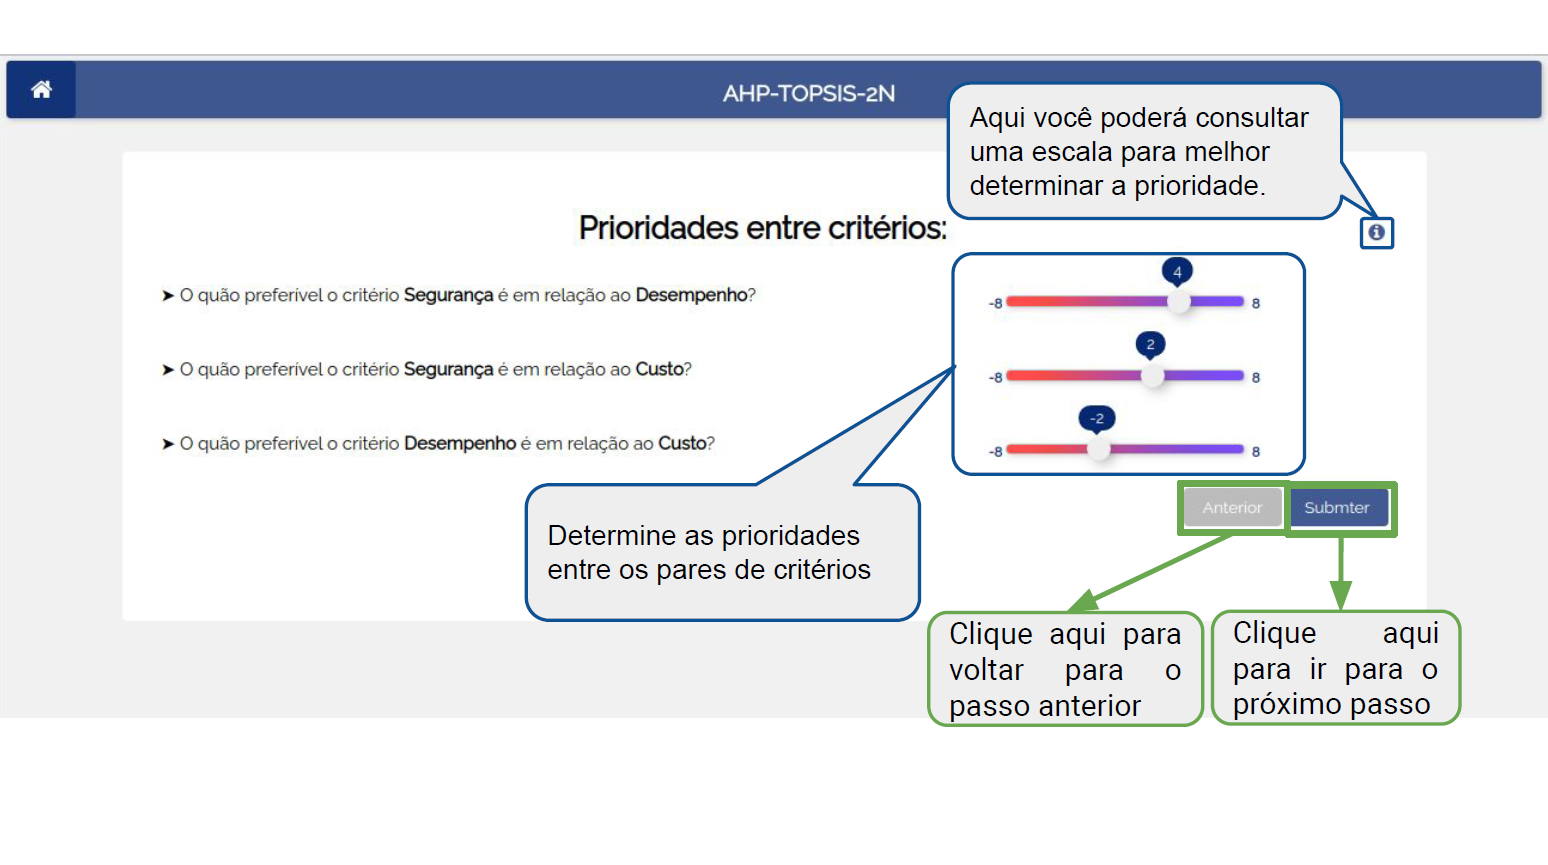 AHP-TOPSIS-2N
Aqui você poderá consultar
uma escala para melhor
determinar a prioridade.
Prioridades entre critérios:
➤ O quão preferível o critério Segurança é em relação ao Desempenho?
-8 4 8
➤ O quão preferível o critério Segurança é em relação ao Custo?
-8 2 8
➤ O quão preferível o critério Desempenho é em relação ao Custo?
-8 -2 8
Determine as prioridades
entre os pares de critérios
Anterior Submter
Clique aqui para
voltar para o
passo anterior
Clique aqui
para ir para o
próximo passo